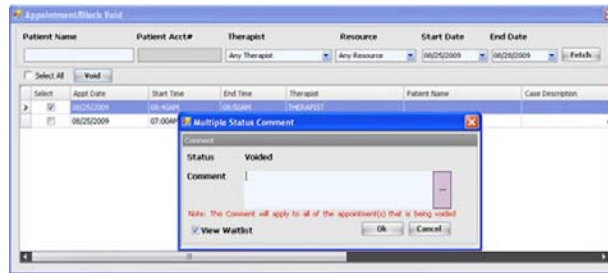 Appointment/Block Void
Patient Name Patient Acct# Therapist Resource Start Date End Date
Any Therapist Any Resource 08/25/2009 08/28/2009 Fetch
Select All Void
Select Appt Date Start Time End Time Therapist Patient Name Case Description
08/25/2009 08:40AM 08:50AM THERAPIST
08/25/2009 07:00AM
Multiple Status Comment
Comment
Status Voided
Comment
...
Note: This Comment will apply to all of the appointment(s) that is being voided
View Waitlist Ok Cancel